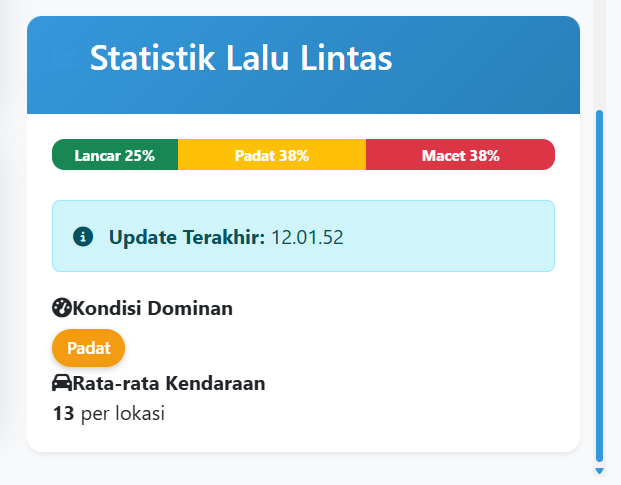 Statistik Lalu Lintas
Lancar 25% Padat 38% Macet 38%
Update Terakhir: 12.01.52
Kondisi Dominan
Padat
Rata-rata Kendaraan
13 per lokasi